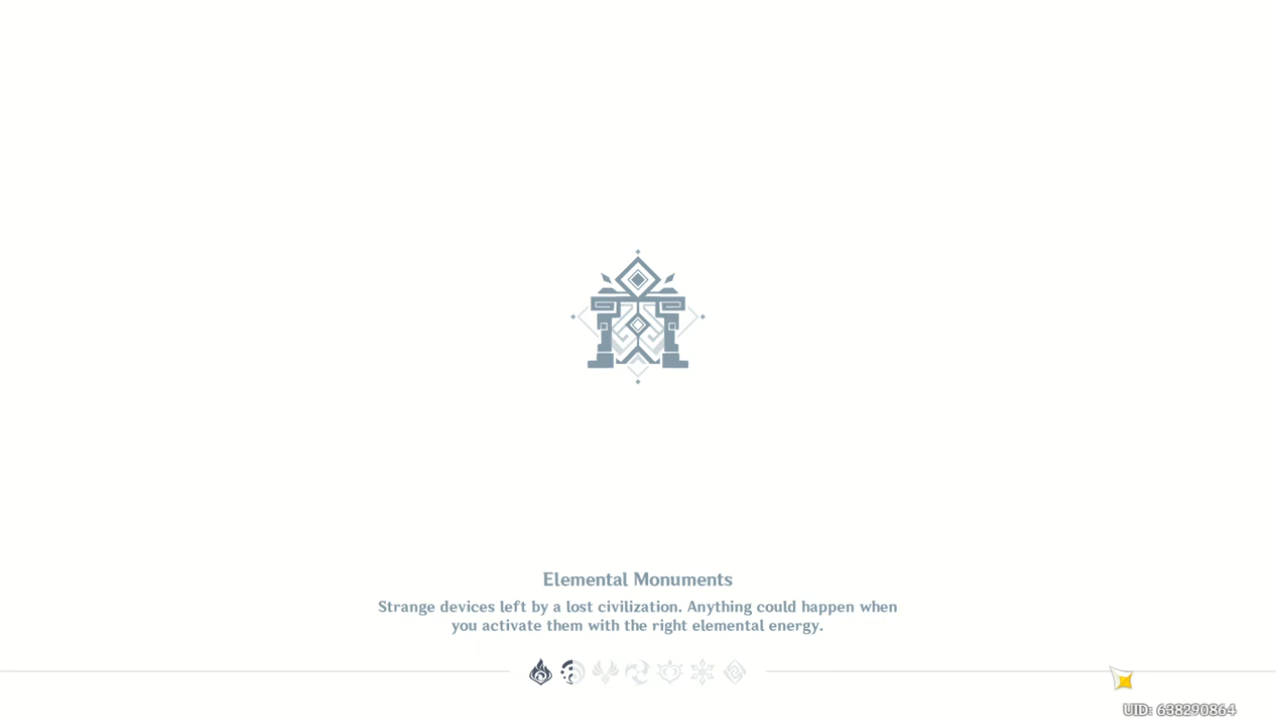 Elemental Monuments
Strange devices left by a lost civilization. Anything could happen when
you activate them with the right elemental energy.
UID: 638290864